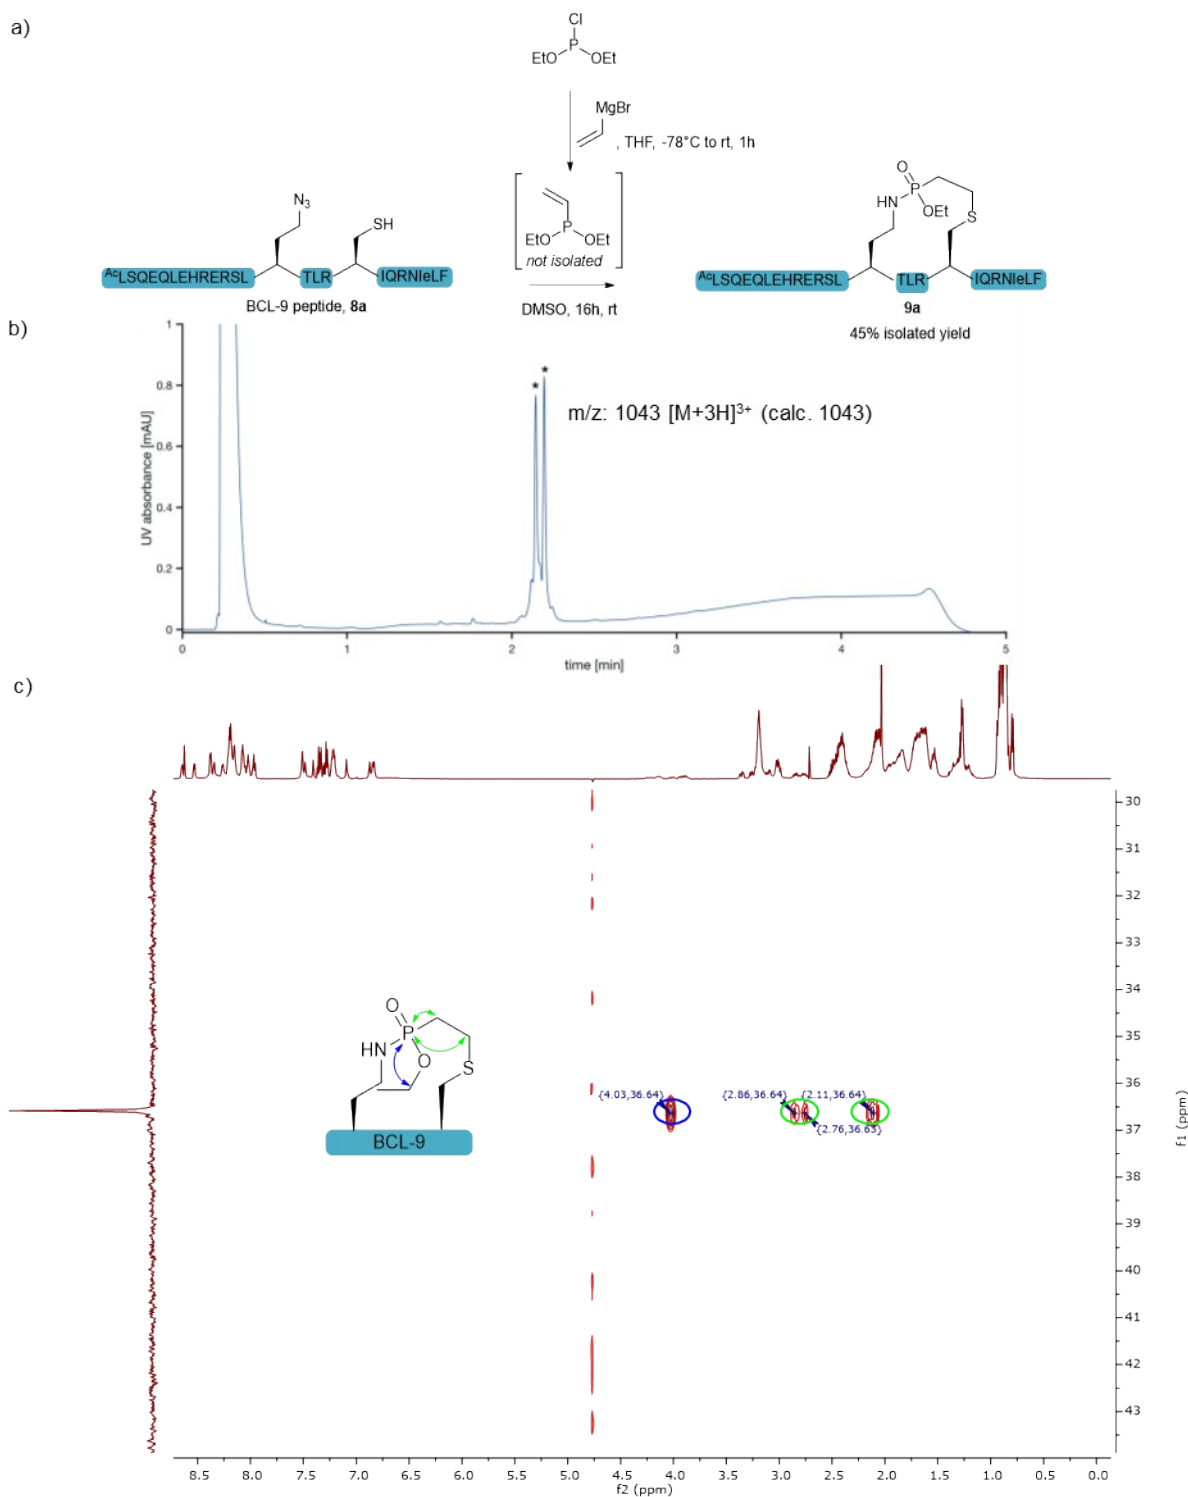 a)
Cl
P
EtO OEt
MgBr
, THF, -78°C to rt, 1h
P
EtO OEt
not isolated
N3
SH
AcLSQEQLEHRERSL TLR IQRNIeLF
BCL-9 peptide, 8a
DMSO, 16h, rt
O
P
HN OEt
S
AcLSQEQLEHRERSL TLR IQRNIeLF
9a
45% isolated yield
b)
1
0.8
0.6
0.4
0.2
0
UV absorbance [mAU]
* *
m/z: 1043 [M+3H]3+ (calc. 1043)
0 1 2 3 4 5
time [min]
c)
O
P
HN O
S
BCL-9
{4.03,36.64} {2.86,36.64} {2.11,36.64}
{2.76,36.63}
30
31
32
33
34
35
36
37
38
39
40
41
42
43
f1 (ppm)
8.5 8.0 7.5 7.0 6.5 6.0 5.5 5.0 4.5 4.0 3.5 3.0 2.5 2.0 1.5 1.0 0.5 0.0
f2 (ppm)